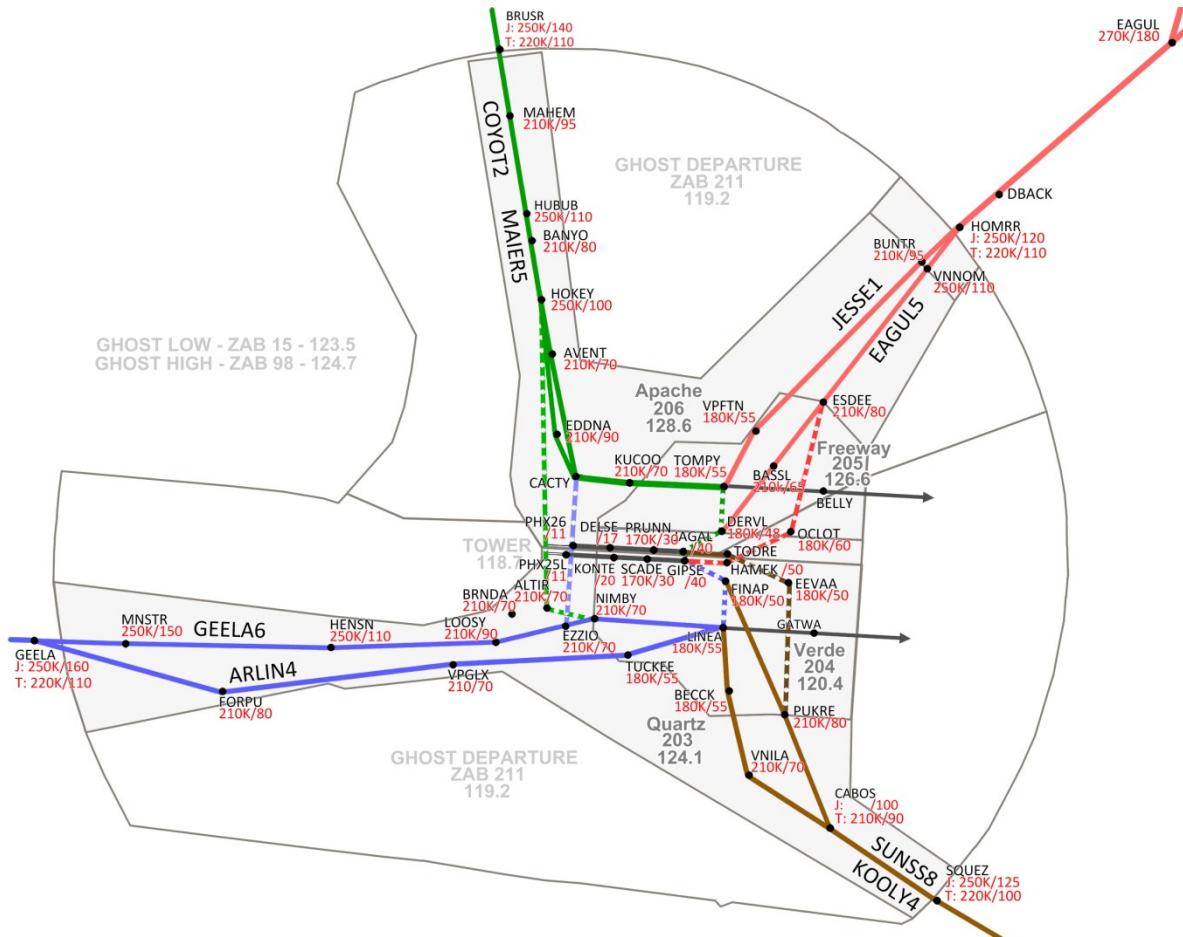 BRUSR
J: 250K/140
T: 220K/110
EAGUL
270K/180
MAHEM
210K/95
COYOT2
GHOST DEPARTURE
ZAB 211
119.2
DBACK
HUBUB
250K/110
BANYO
210K/80
MAIER5
HOMRR
J: 250K/120
T: 220K/110
BUNTR
210K/95
VNNOM
250K/110
JESSE1
EAGUL5
HOKEY
250K/100
GHOST LOW - ZAB 15 - 123.5
GHOST HIGH - ZAB 98 - 124.7
AVENT
210K/70
Apache
206
128.6
VPFTN
180K/55
ESDEE
210K/80
EDDNA
210K/90
Freeway
205
126.6
KUCOO
210K/70
TOMPY
180K/55
BASSL
210k/65
CACTY
BELLY
PHX26
/11
DELSE
/17
PRUNN
170K/30
JAGAL
/40
DERVL
180K/48
OCLOT
180K/60
TOWER
118.7
TODRE
PHX25L
/11
KONTE
/20
SCADE
170K/30
GIPSE
/40
HAMEK
/50
FINAP
180K/50
EEVAA
180K/50
ALTIR
210K/70
BRNDA
210K/70
NIMBY
210K/70
MNSTR
250K/150
GEELA6
HENSN
250K/110
LOOSY
210K/90
EZZIO
210K/70
LINEA
180K/55
GATWA
Verde
204
120.4
GEELA
J: 250K/160
T: 220K/110
ARLIN4
FORPU
210K/80
VPGLX
210/70
TUCKEE
180K/55
BECCK
180K/55
PUKRE
210K/80
Quartz
203
124.1
GHOST DEPARTURE
ZAB 211
119.2
VNILA
210K/70
CABOS
J: /100
T: 210K/90
SUNSS8
KOOLY4
SQUEZ
J: 250K/125
T: 220K/100